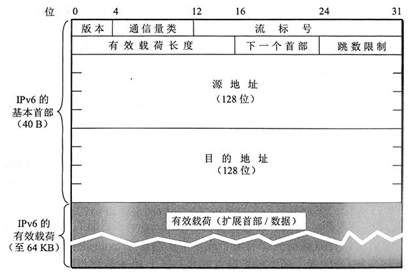 位 0 4 12 16 24 31
版本 通信量类 流标号
有效载荷长度 下一个首部 跳数限制
源地址
(128 位)
IPv6 的
基本首部
(40 B)
目的地址
(128 位)
IPv6 的
有效载荷
(至 64 KB)
有效载荷(扩展首部 / 数据)